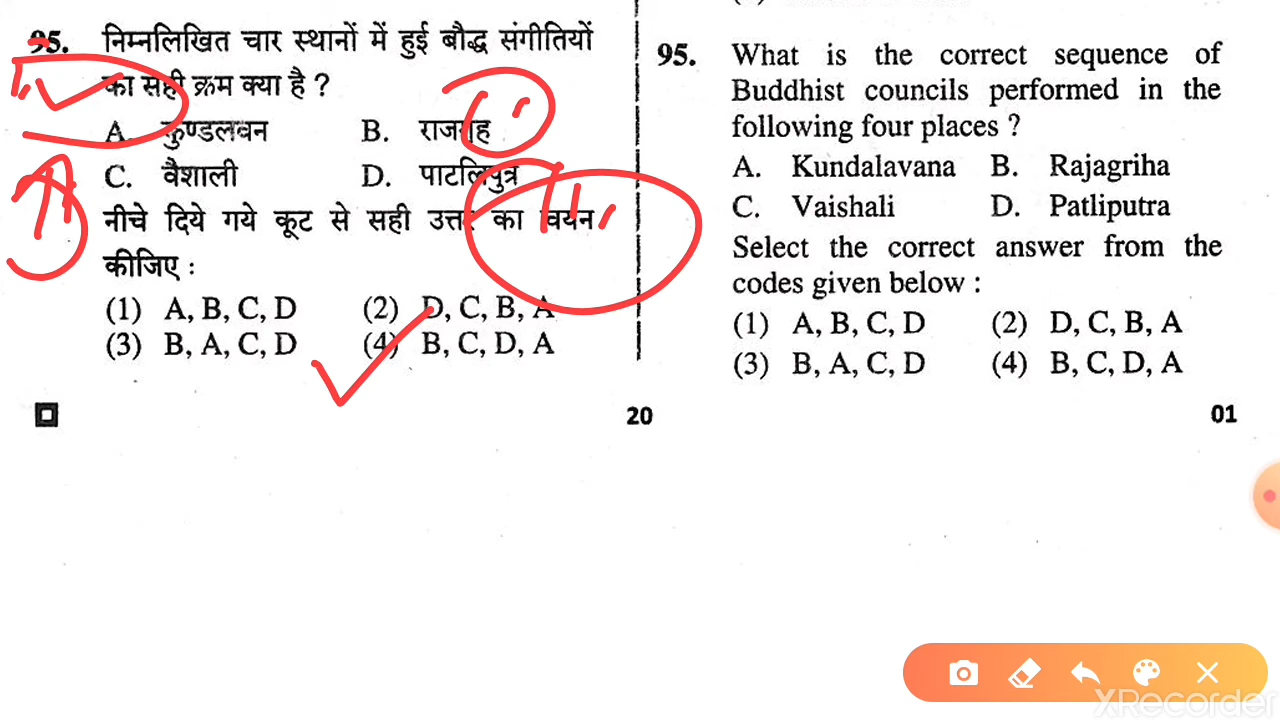 95. निम्नलिखित चार स्थानों में हुई बौद्ध संगीतियों
का सही क्रम क्या है ?
A. कुण्डलवन B. राजगृह
C. वैशाली D. पाटलिपुत्र
नीचे दिये गये कूट से सही उत्तर का चयन
कीजिए :
(1) A, B, C, D (2) D, C, B, A
(3) B, A, C, D (4) B, C, D, A
95. What is the correct sequence of
Buddhist councils performed in the
following four places ?
A. Kundalavana B. Rajagriha
C. Vaishali D. Patliputra
Select the correct answer from the
codes given below :
(1) A, B, C, D (2) D, C, B, A
(3) B, A, C, D (4) B, C, D, A
20
01
XRecorder